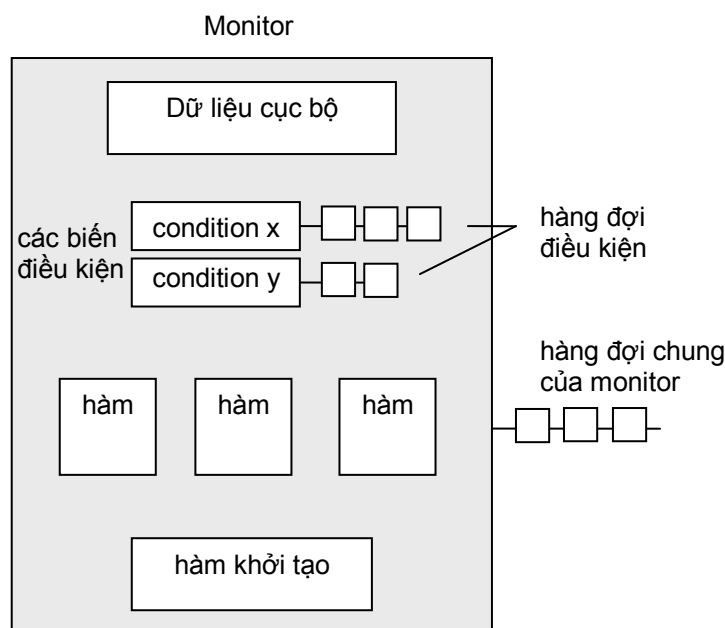 Monitor
Dữ liệu cục bộ
các biến
điều kiện
condition x
condition y
hàng đợi
điều kiện
hàng đợi chung
của monitor
hàm
hàm
hàm
hàm khởi tạo